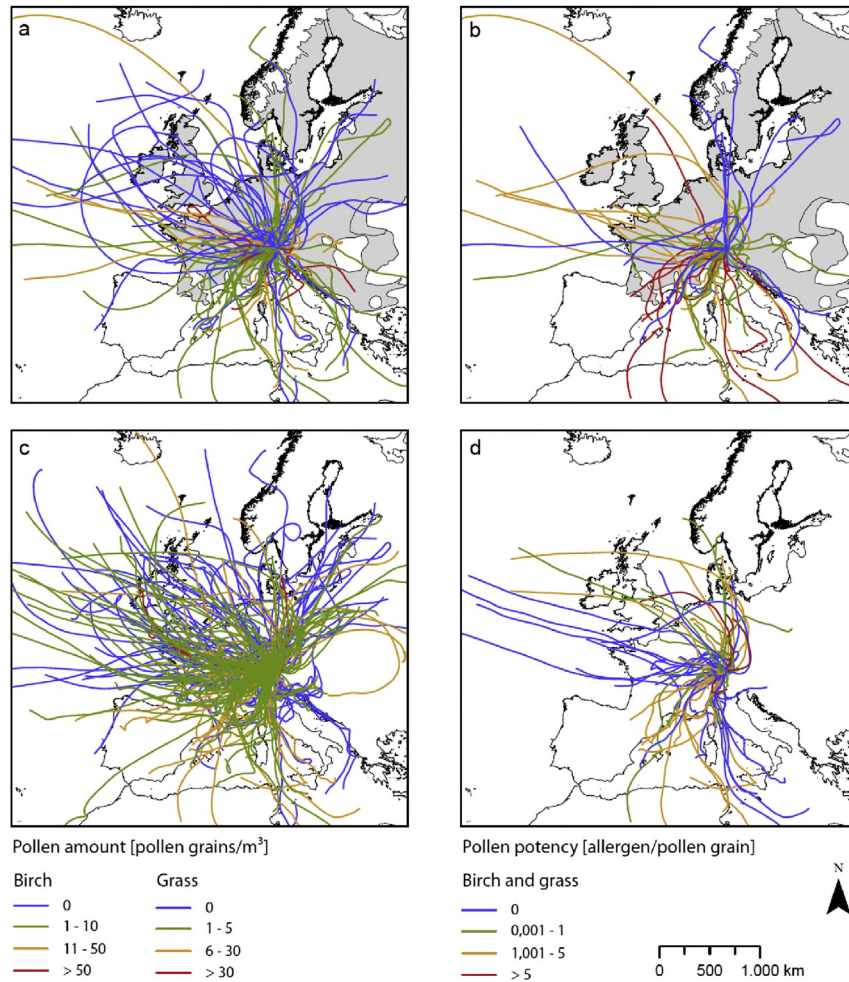 a
b
c
d
Pollen amount [pollen grains/m³]
Birch
Grass
0
0
1 - 10
1 - 5
11 - 50
6 - 30
> 50
> 30
Pollen potency [allergen/pollen grain]
Birch and grass
0
0,001 - 1
1,001 - 5
> 5
N
0 500 1.000 km